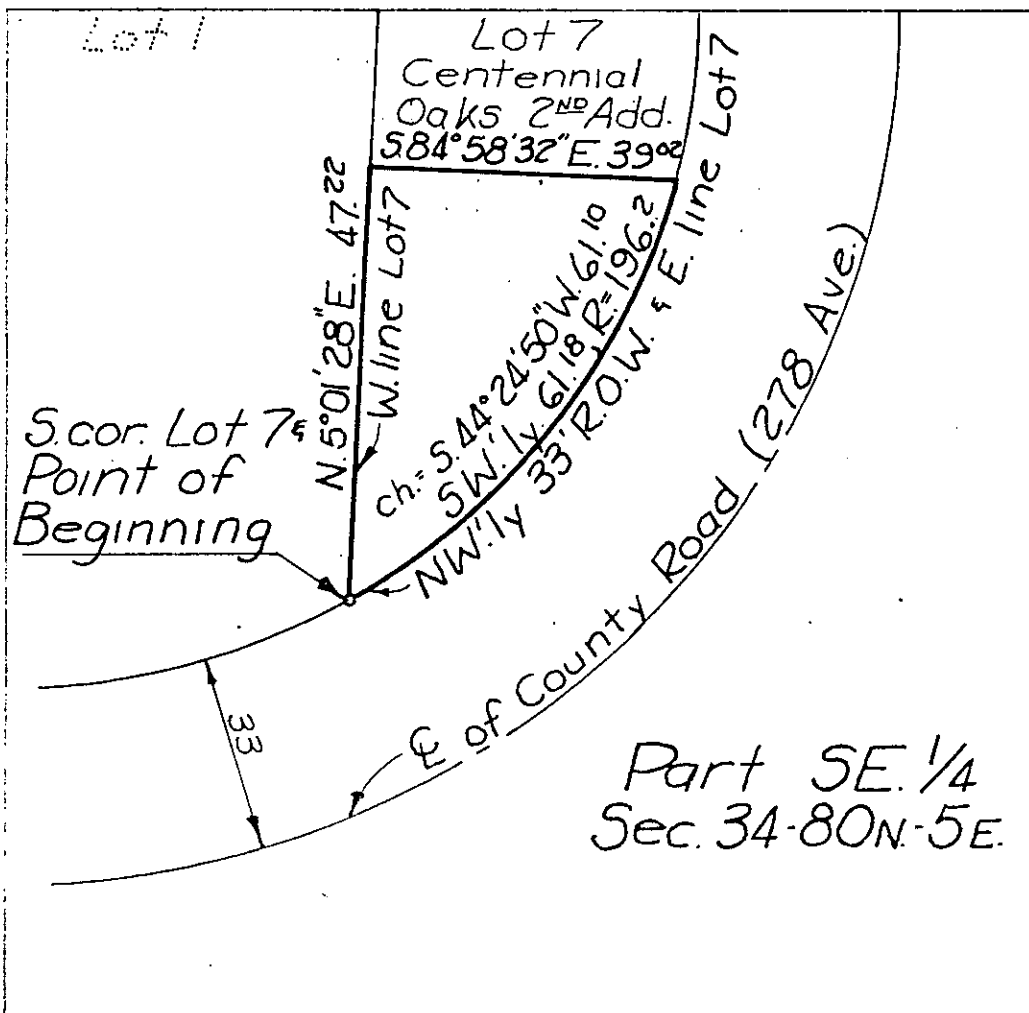 Lot 1
Lot 7
Centennial
Oaks 2ND Add.
S.84°58'32"E. 39.02
N.5°01'28"E. 47.22
W. line Lot 7
ch.= S.44°24'50"W. 61.10
SW.'ly 61.18, R.=196.2
NW.'ly 33' R.O.W. & E. line Lot 7
S. cor. Lot 7 &
Point of
Beginning
33
℄ of County Road (278 Ave.)
Part SE. 1/4
Sec. 34-80N.-5E.